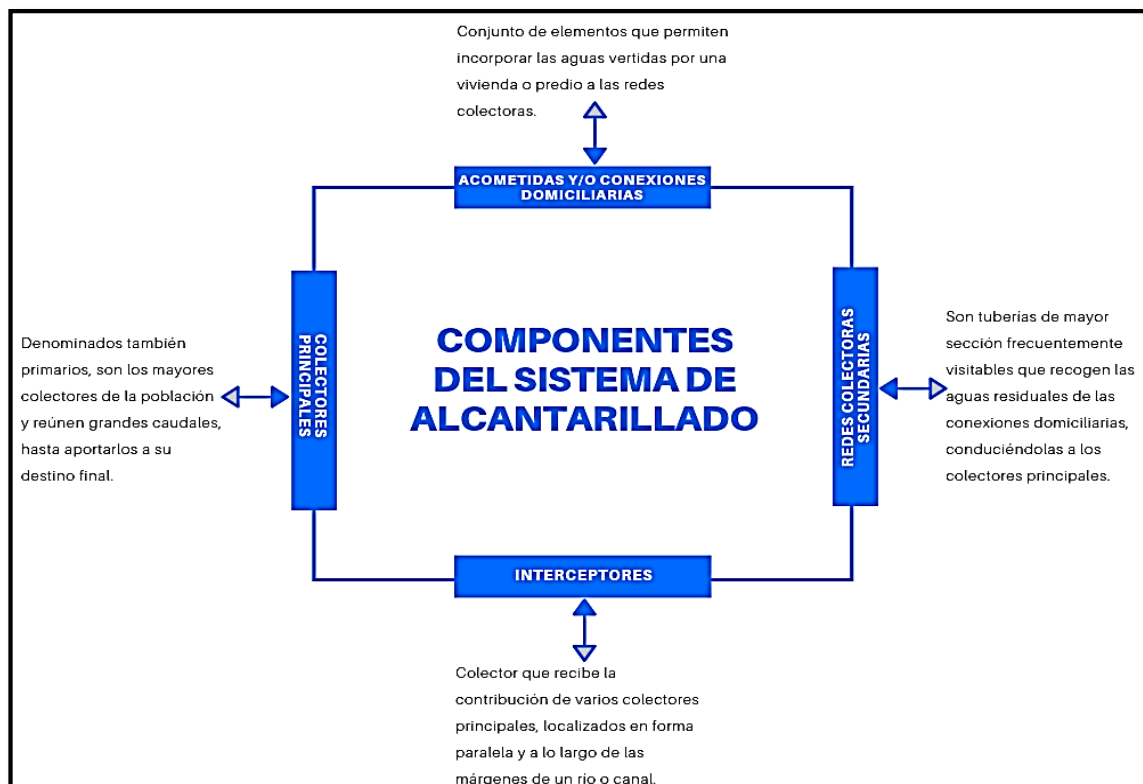 Conjunto de elementos que permiten
incorporar las aguas vertidas por una
vivienda o predio a las redes
colectoras.
ACOMETIDAS Y/O CONEXIONES
DOMICILIARIAS
COLECTORES
PRINCIPALES
Denominados también
primarios, son los mayores
colectores de la población
y reúnen grandes caudales,
hasta aportarlos a su
destino final.
COMPONENTES
DEL SISTEMA DE
ALCANTARILLADO
REDES COLECTORAS
SECUNDARIAS
Son tuberías de mayor
sección frecuentemente
visitables que recogen las
aguas residuales de las
conexiones domiciliarias,
conduciéndolas a los
colectores principales.
INTERCEPTORES
Colector que recibe la
contribución de varios colectores
principales, localizados en forma
paralela y a lo largo de las
márgenes de un río o canal.